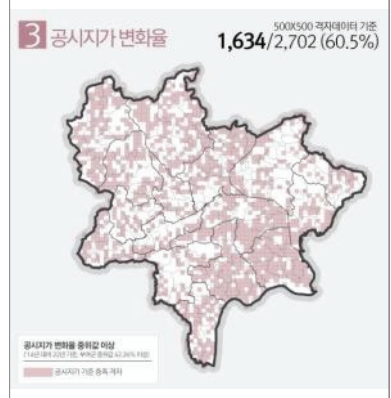 3 공시지가 변화율
500X500 격자데이터 기준
1,634/2,702 (60.5%)
공시지가 변화율 중위값 이상
공시지가 기준 충족 격자